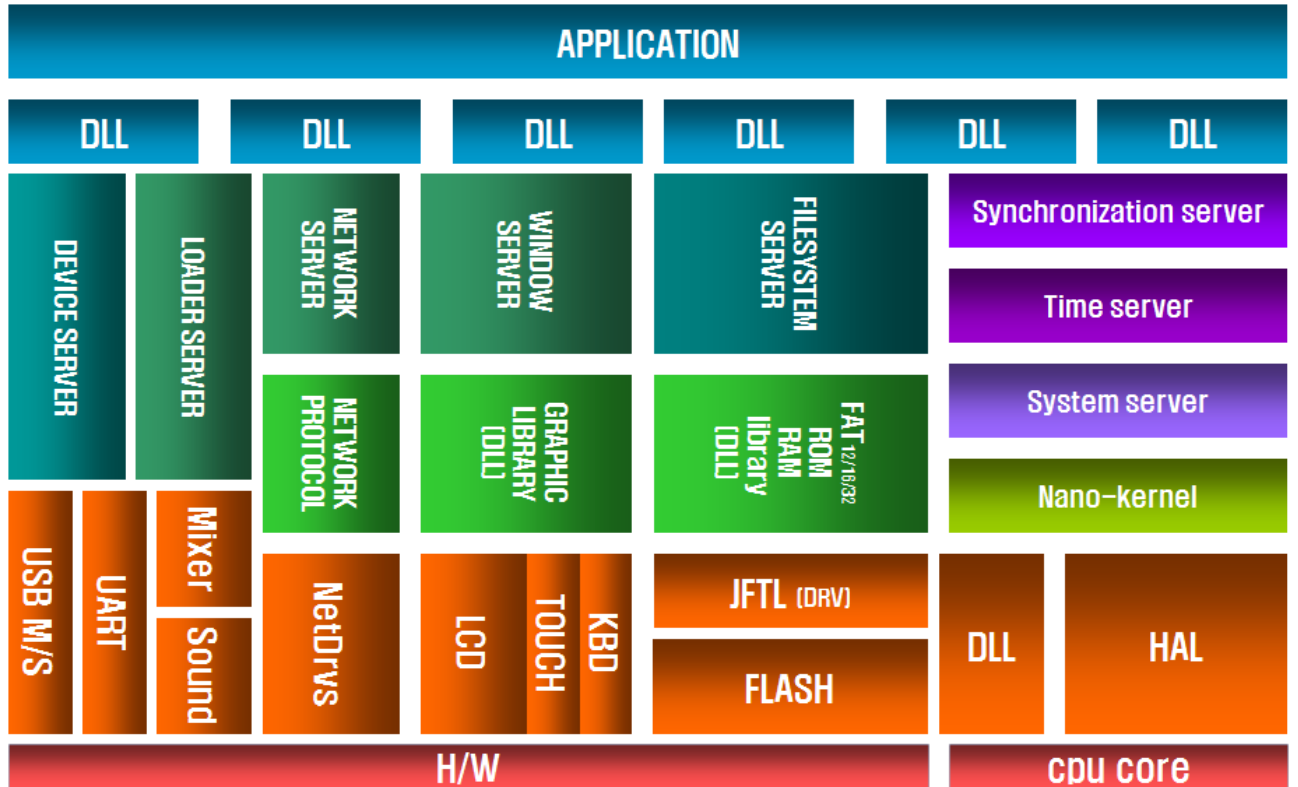 APPLICATION
DLL
DLL
DLL
DLL
DLL
DLL
DEVICE SERVER
LOADER SERVER
NETWORK
SERVER
WINDOW
SERVER
FILESYSTEM
SERVER
Synchronization server
Time server
System server
Nano-kernel
NETWORK
PROTOCOL
GRAPHIC
LIBRARY
(DLL)
FAT 12/16/32
ROM
RAM
library
(DLL)
USB M/S
UART
Mixer
Sound
NetDrvs
LCD
TOUCH
KBD
JFTL (DRV)
FLASH
DLL
HAL
H/W
cpu core